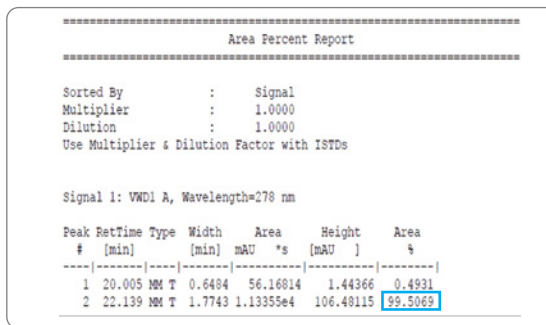 =====================================================================
Area Percent Report
=====================================================================
Sorted By : Signal
Multiplier : 1.0000
Dilution : 1.0000
Use Multiplier & Dilution Factor with ISTDs
Signal 1: VWD1 A, Wavelength=278 nm
Peak RetTime Type Width Area Height Area
# [min] [min] mAU *s [mAU ] %
----|-------|----|-------|----------|----------|--------|
1 20.005 MM T 0.6484 56.16814 1.44366 0.4931
2 22.139 MM T 1.7743 1.13355e4 106.48115 99.5069